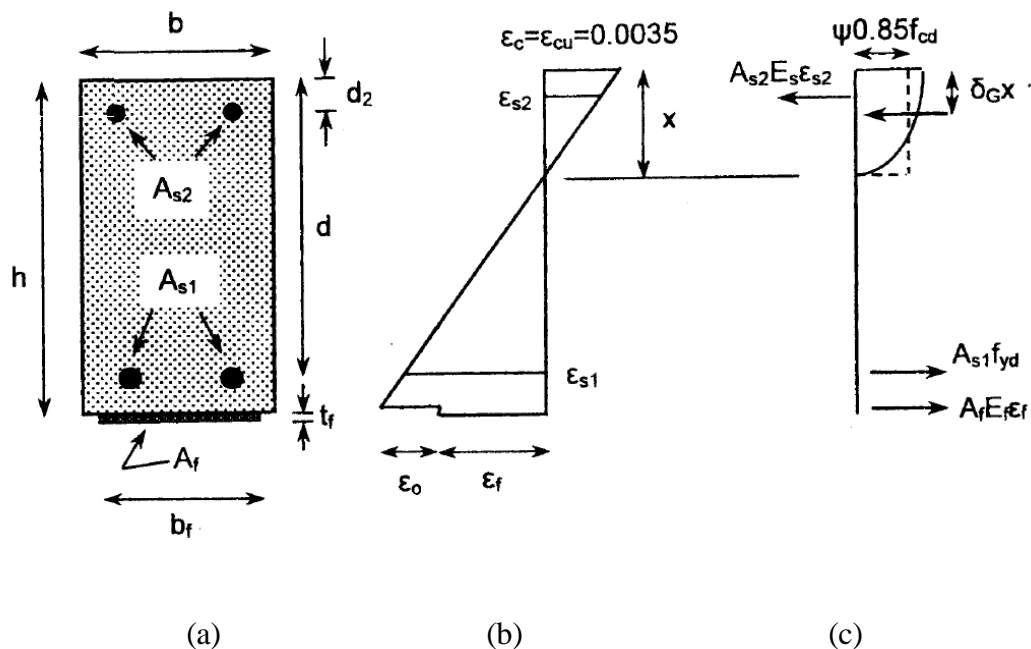 b
εc=εcu=0.0035
ψ0.85fcd
d2
εs2
As2Esεs2
δGx
x
As2
d
h
As1
εs1
As1fyd
tf
AfEfεf
Af
εo
εf
bf
(a)
(b)
(c)